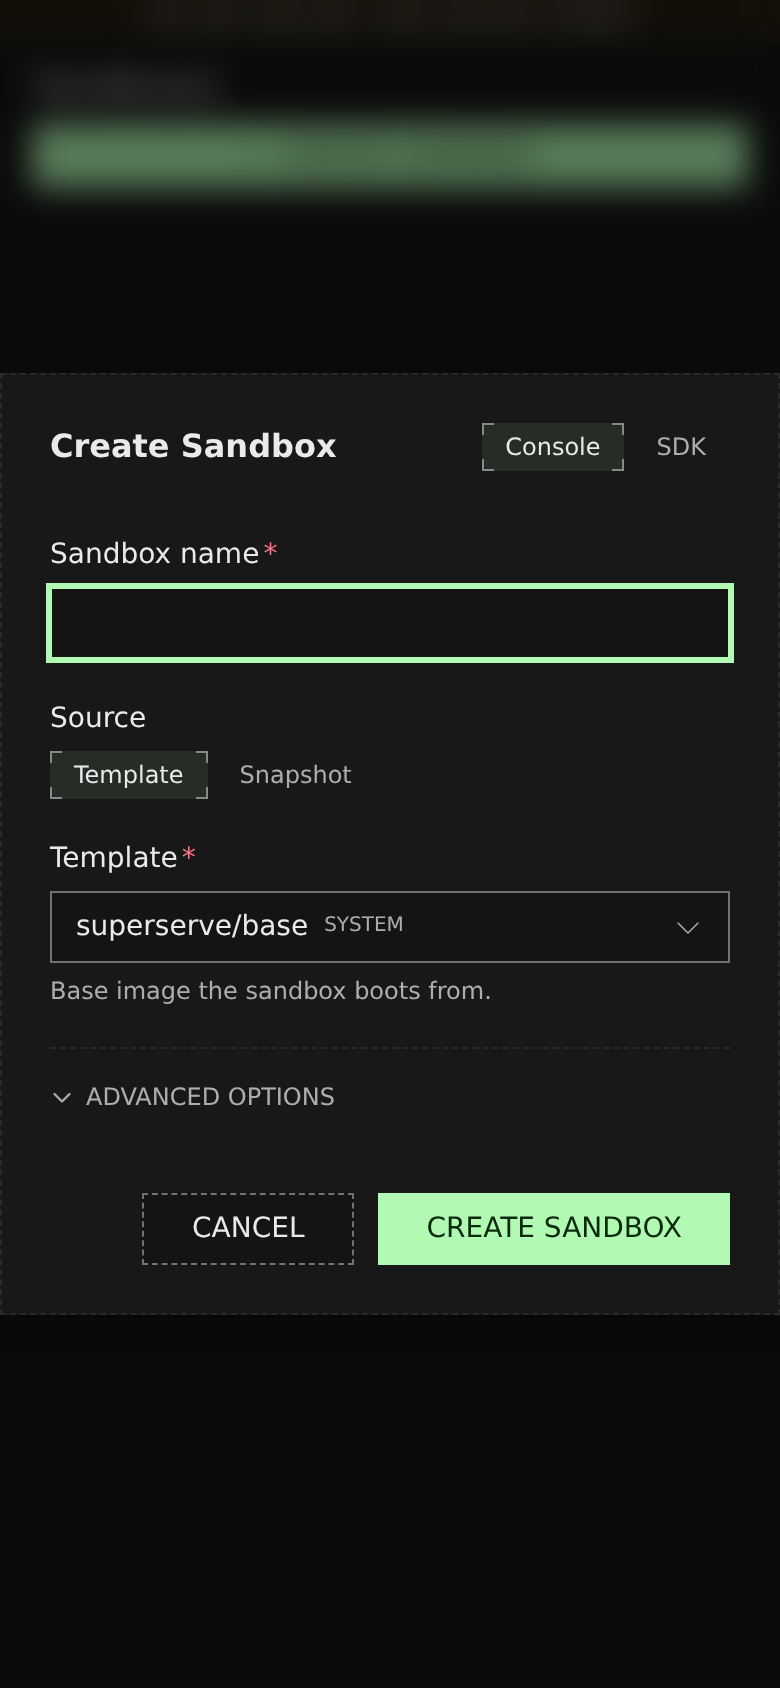 Create Sandbox
Console
SDK
Sandbox name*
Source
Template
Snapshot
Template*
superserve/base SYSTEM
Base image the sandbox boots from.
ADVANCED OPTIONS
CANCEL
CREATE SANDBOX